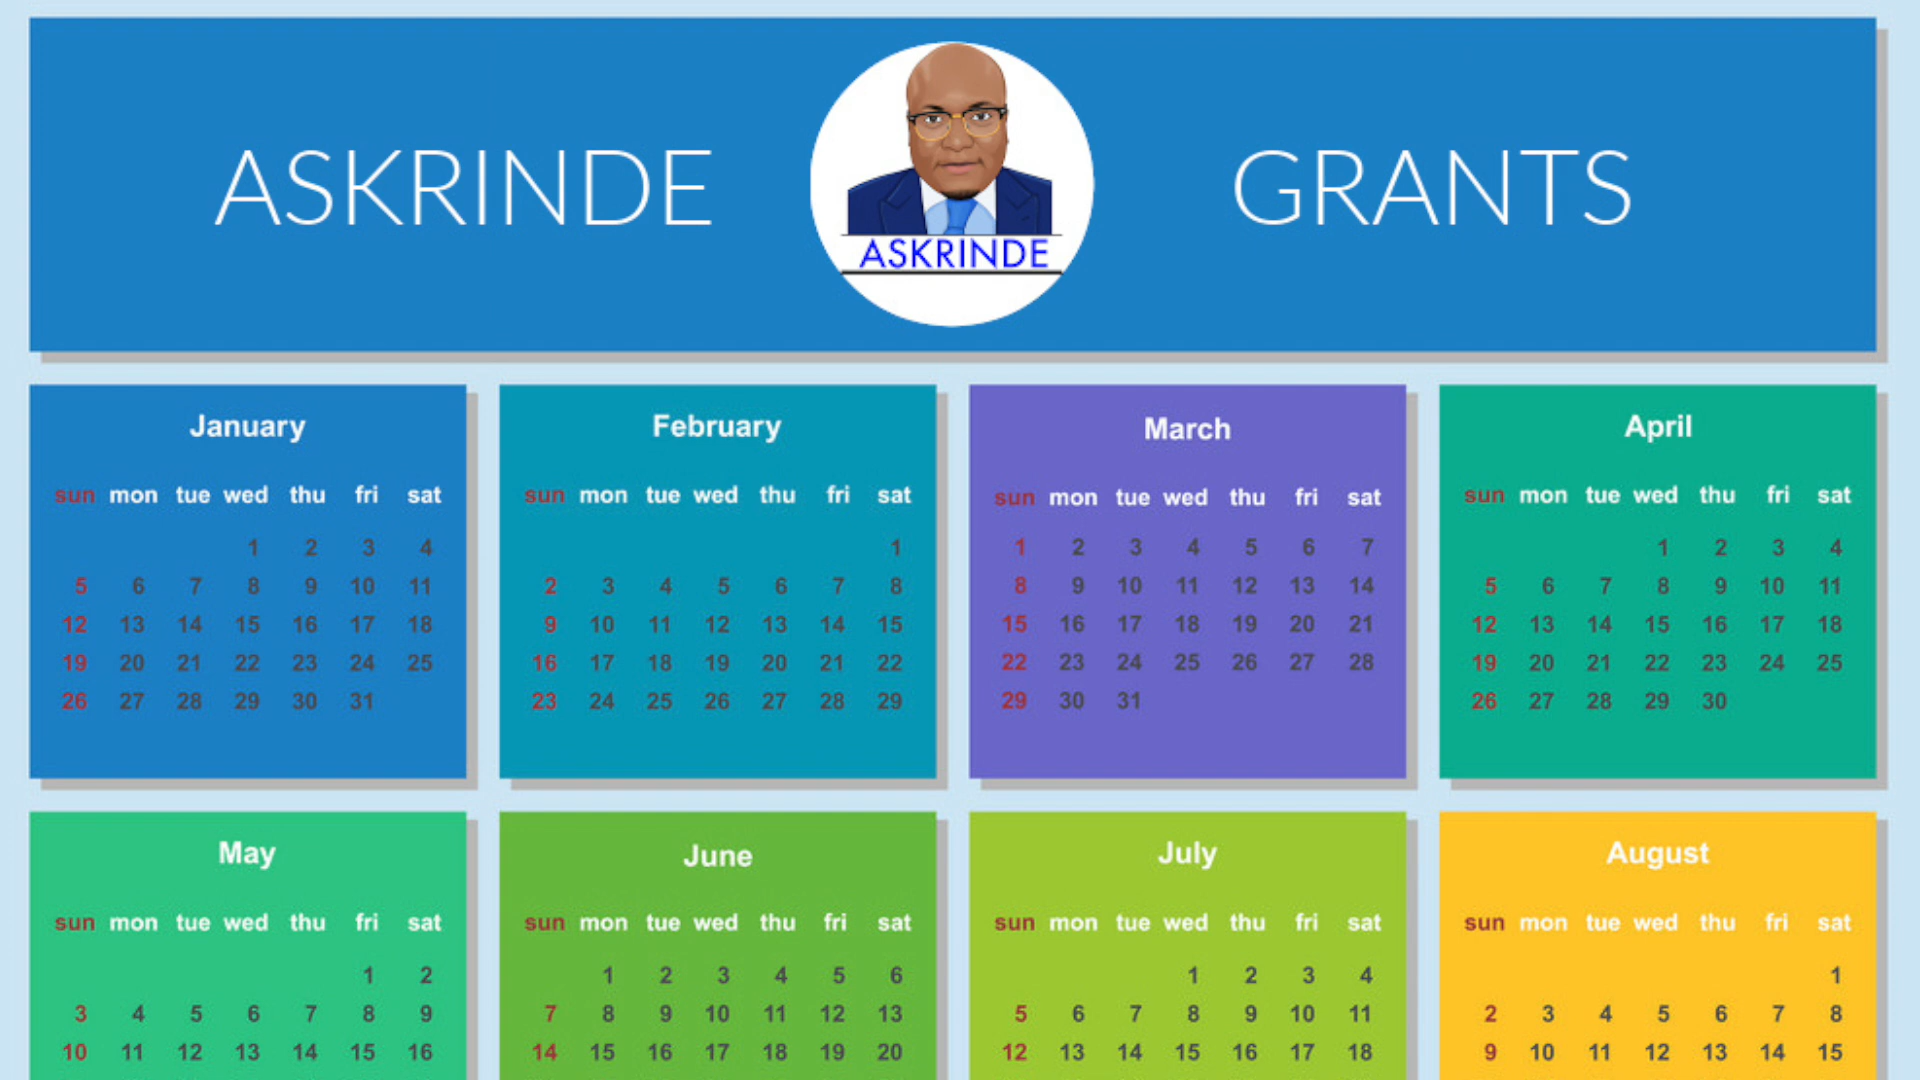 ASKRINDE GRANTS
ASKRINDE
January
sun mon tue wed thu fri sat
1 2 3 4
5 6 7 8 9 10 11
12 13 14 15 16 17 18
19 20 21 22 23 24 25
26 27 28 29 30 31
February
sun mon tue wed thu fri sat
1
2 3 4 5 6 7 8
9 10 11 12 13 14 15
16 17 18 19 20 21 22
23 24 25 26 27 28 29
March
sun mon tue wed thu fri sat
1 2 3 4 5 6 7
8 9 10 11 12 13 14
15 16 17 18 19 20 21
22 23 24 25 26 27 28
29 30 31
April
sun mon tue wed thu fri sat
1 2 3 4
5 6 7 8 9 10 11
12 13 14 15 16 17 18
19 20 21 22 23 24 25
26 27 28 29 30
May
sun mon tue wed thu fri sat
1 2
3 4 5 6 7 8 9
10 11 12 13 14 15 16
June
sun mon tue wed thu fri sat
1 2 3 4 5 6
7 8 9 10 11 12 13
14 15 16 17 18 19 20
July
sun mon tue wed thu fri sat
1 2 3 4
5 6 7 8 9 10 11
12 13 14 15 16 17 18
August
sun mon tue wed thu fri sat
1
2 3 4 5 6 7 8
9 10 11 12 13 14 15